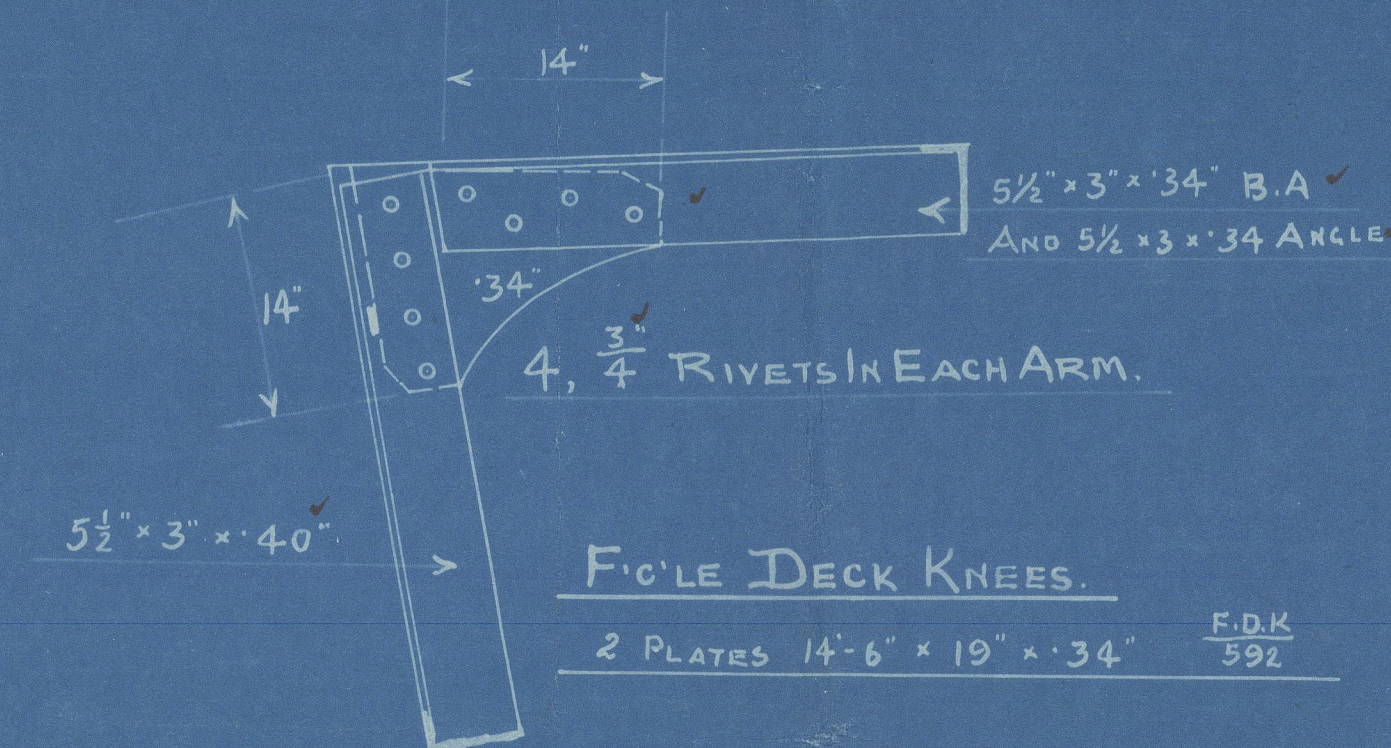 14"
5½" × 3" × ·34" B.A
AND 5½ × 3 × ·34 ANGLE
14"
·34"
4, 3/4" RIVETS IN EACH ARM.
5½" × 3" × ·40"
F'C'LE DECK KNEES.
2 PLATES 14'-6" × 19" × ·34"
F.D.K
592